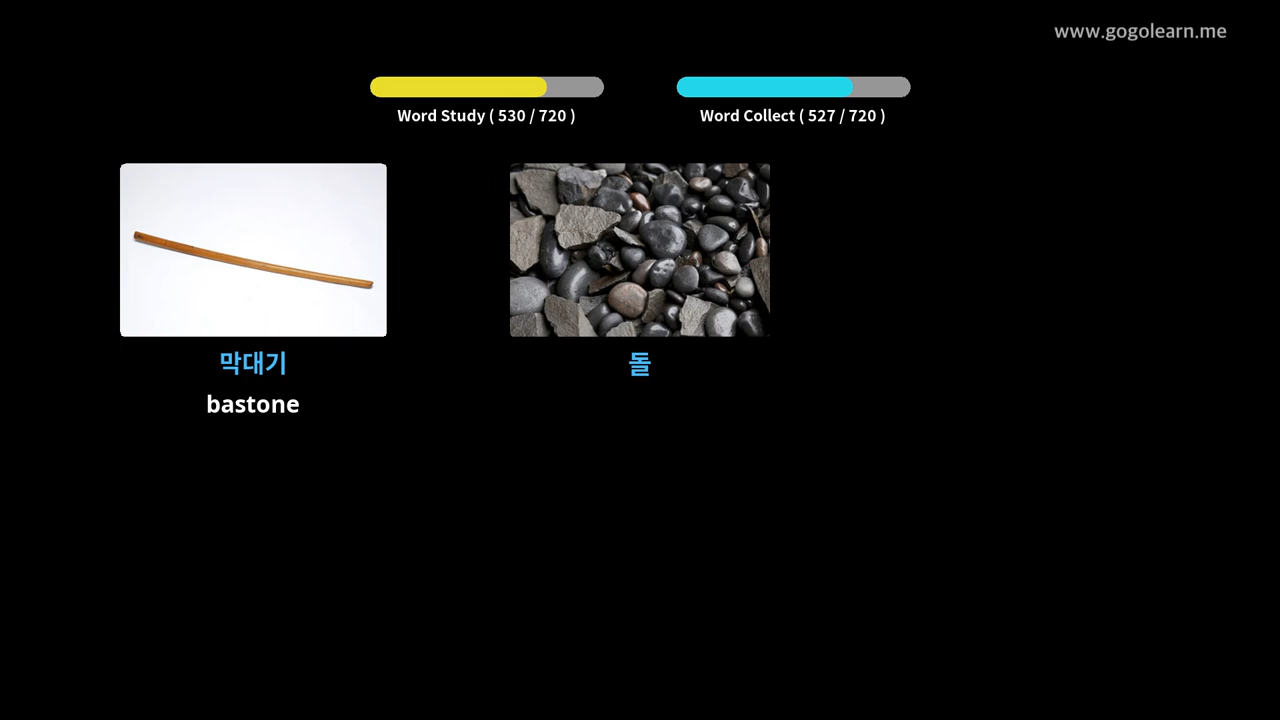 www.gogolearn.me
Word Study ( 530 / 720 )
Word Collect ( 527 / 720 )
막대기
돌
bastone